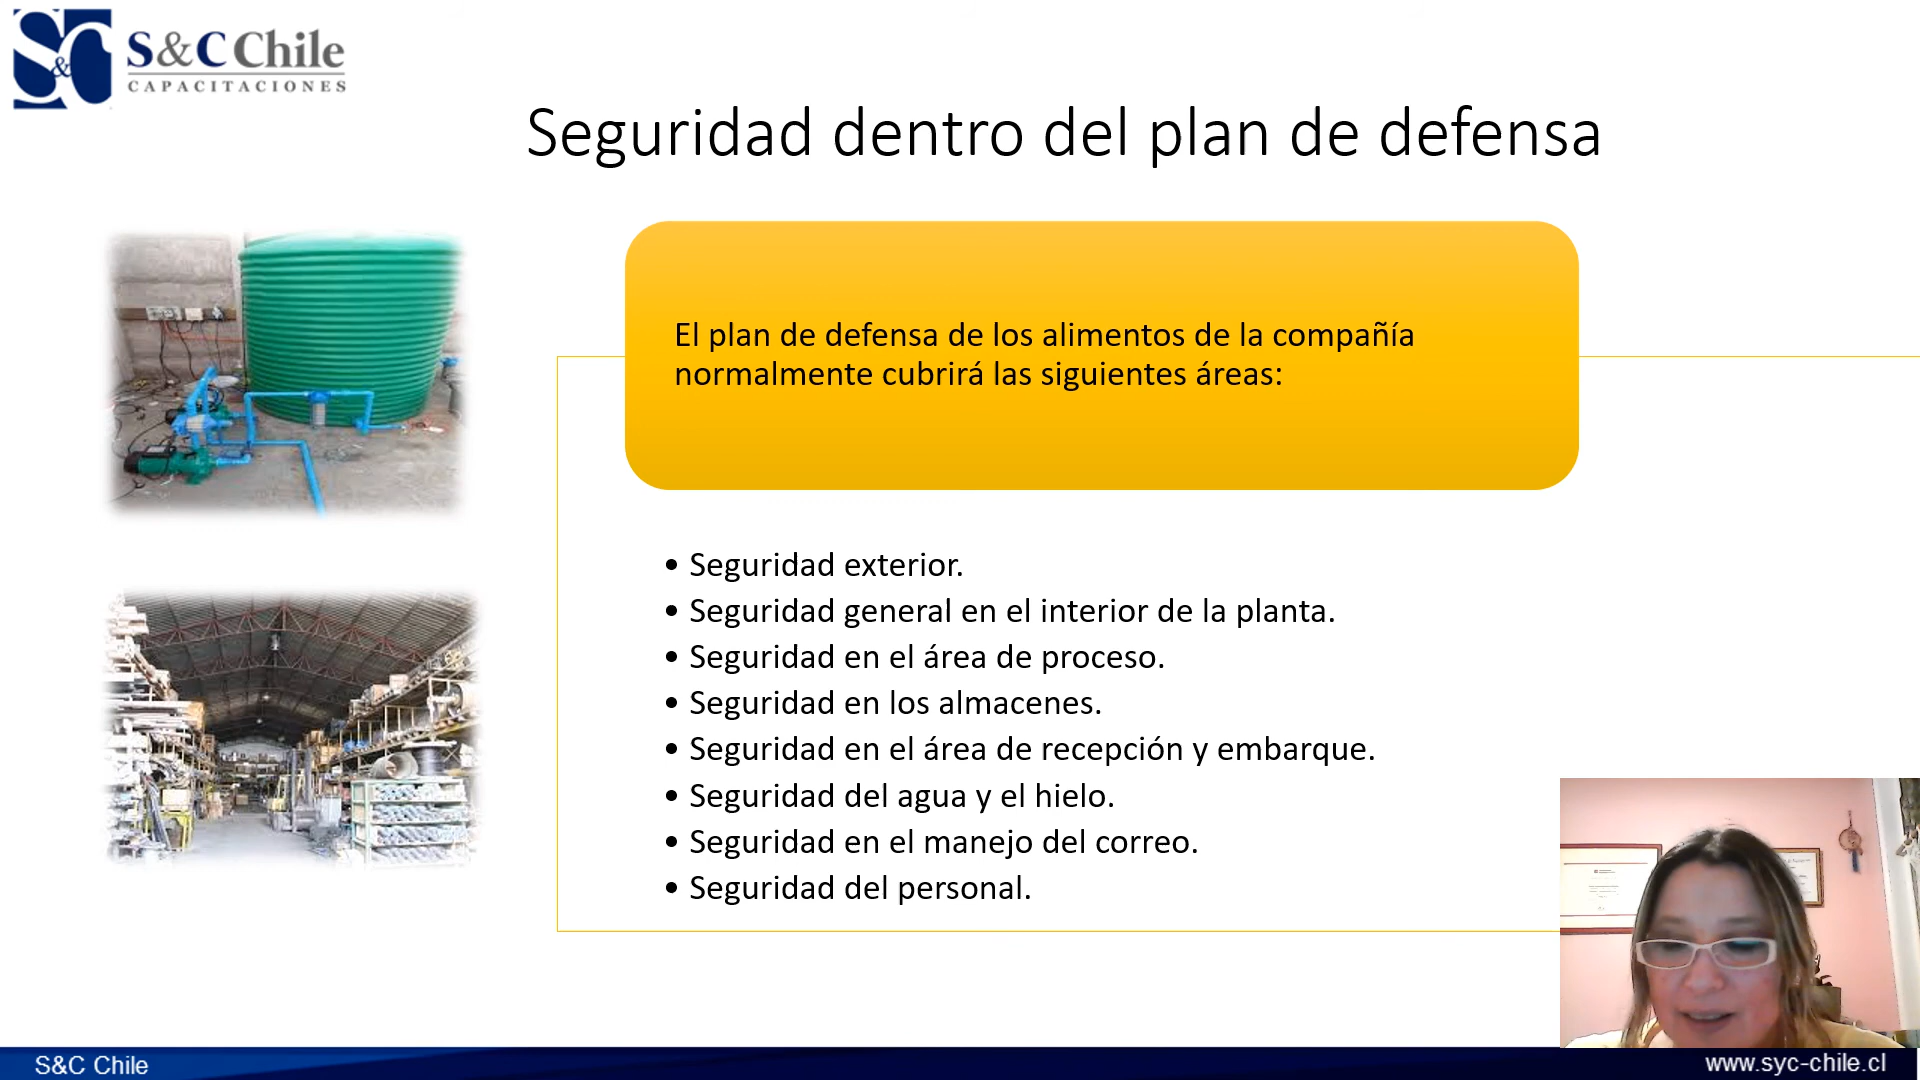 S&C
S&C Chile
CAPACITACIONES
Seguridad dentro del plan de defensa
El plan de defensa de los alimentos de la compañía
normalmente cubrirá las siguientes áreas:
• Seguridad exterior.
• Seguridad general en el interior de la planta.
• Seguridad en el área de proceso.
• Seguridad en los almacenes.
• Seguridad en el área de recepción y embarque.
• Seguridad del agua y el hielo.
• Seguridad en el manejo del correo.
• Seguridad del personal.
S&C Chile
www.syc-chile.cl